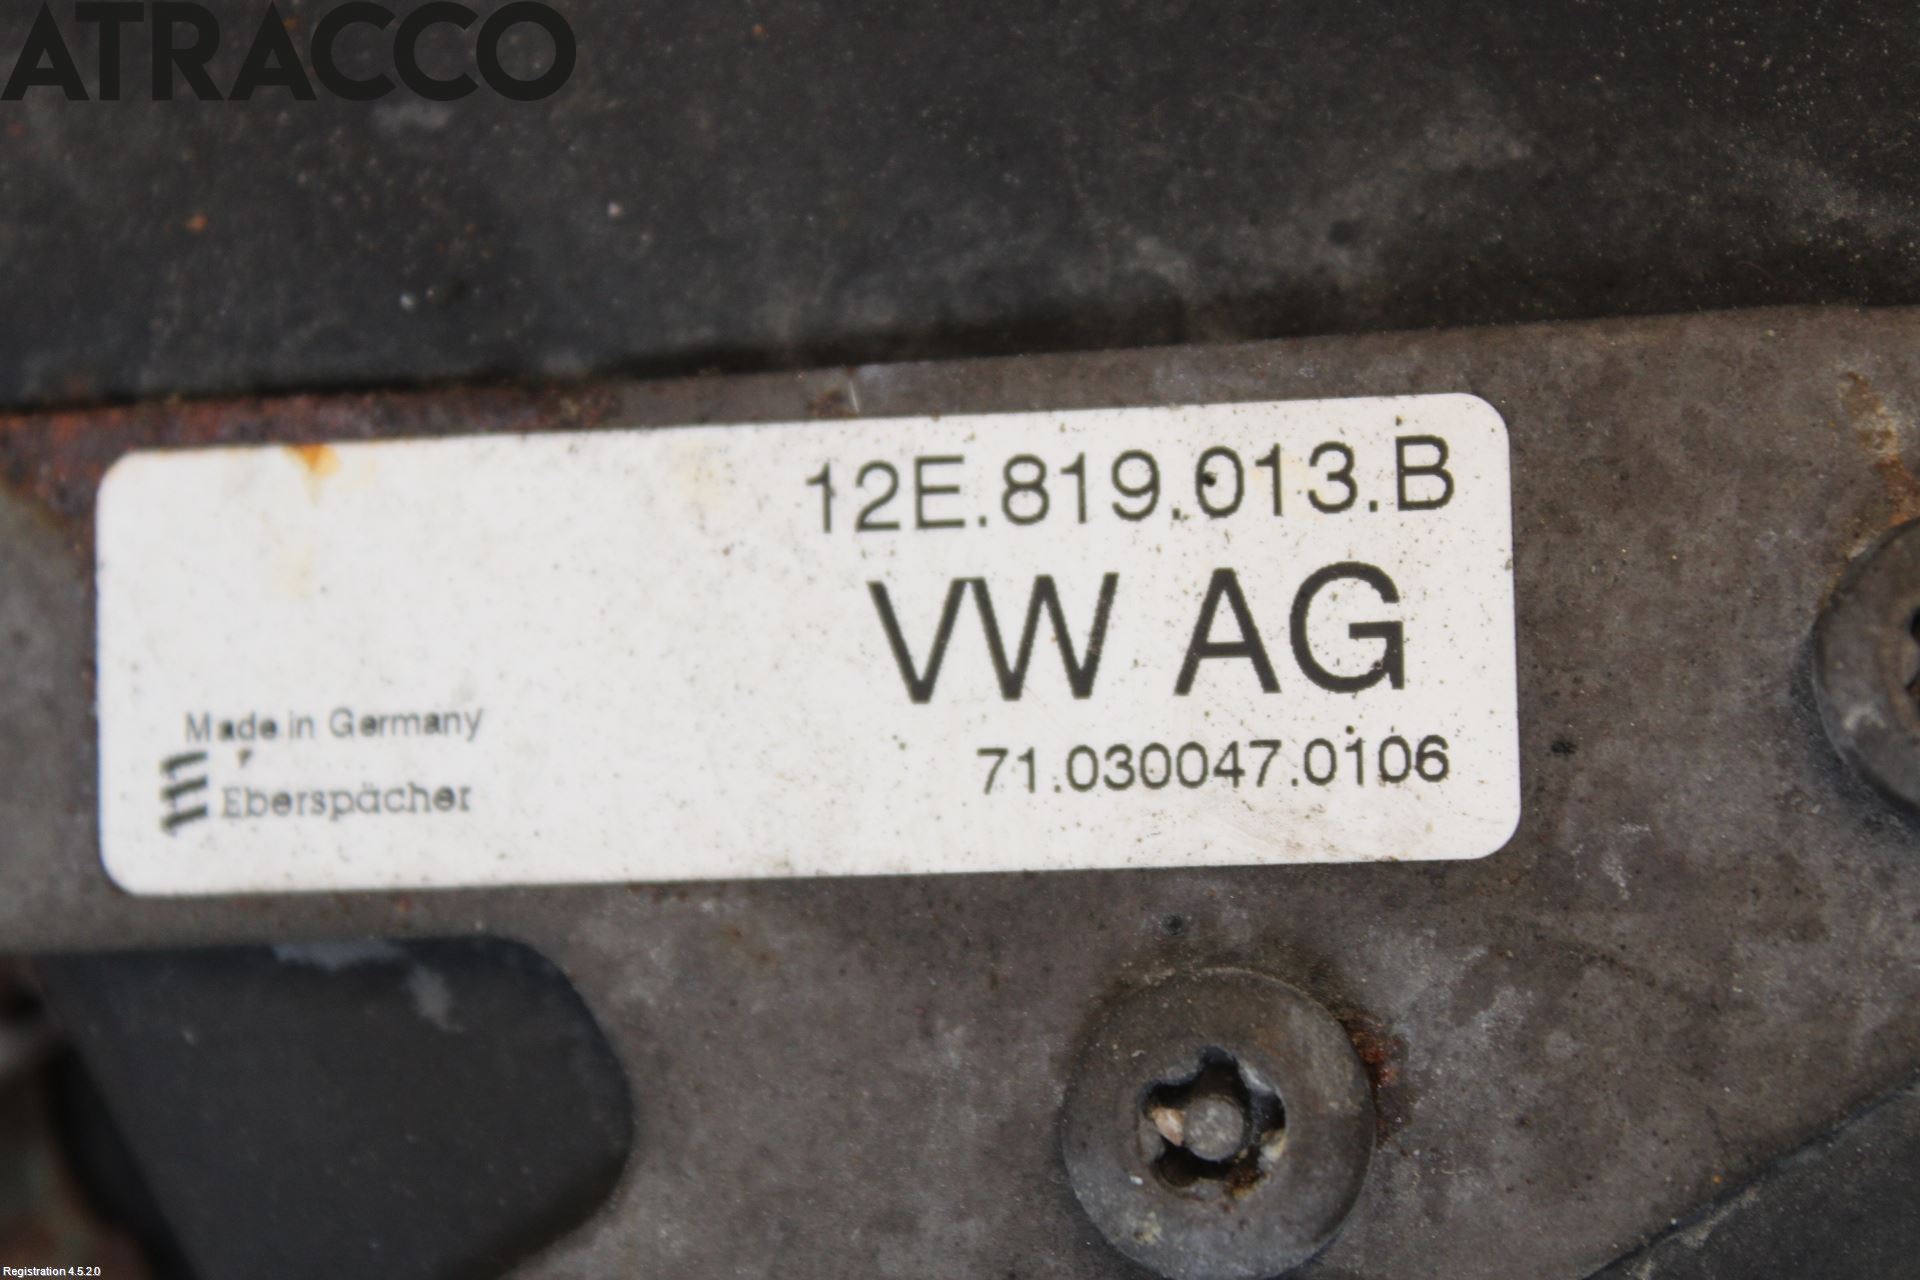 ATRACCO
12E.819.013.B
VW AG
Made in Germany
71.030047.0106
Eberspächer
Registration 4.5.2.0